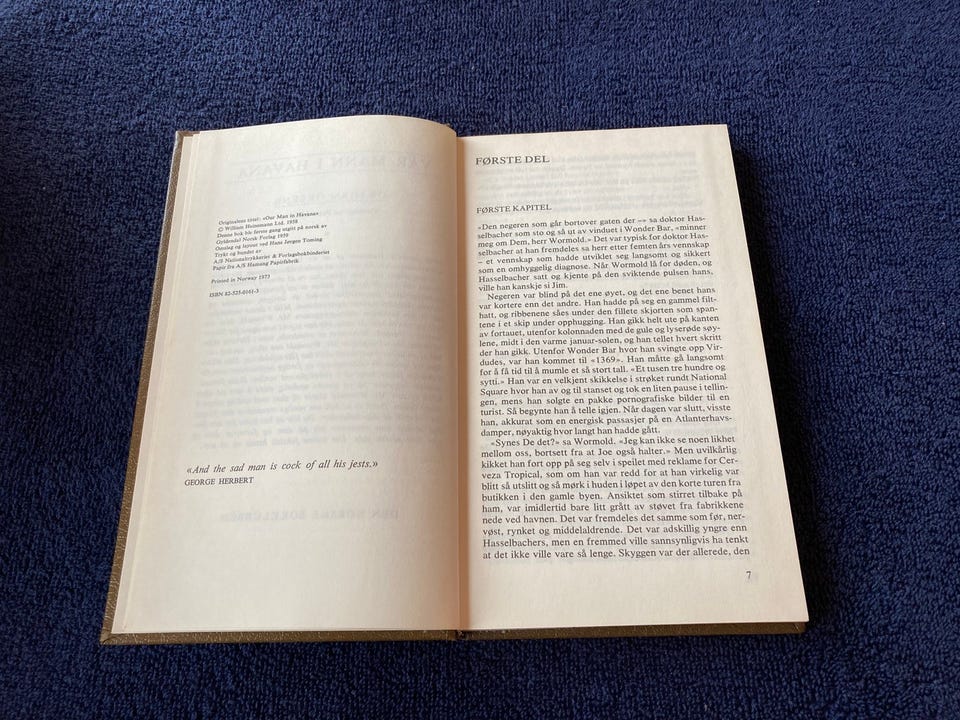 Originalens tittel: «Our Man in Havana»
© William Heinemann Ltd. 1958
Denne bok ble første gang utgitt på norsk av
Gyldendal Norsk Forlag 1959
Omslag og layout ved Hans Jørgen Toming
Trykt og bundet av
A/S Nationaltrykkeriet & Forlagsbokbinderiet
Papir fra A/S Hamang Papirfabrik
Printed in Norway 1973
ISBN 82-525-0161-3
«And the sad man is cock of all his jests.»
GEORGE HERBERT
FØRSTE DEL
FØRSTE KAPITEL
«Den negeren som går bortover gaten der –» sa doktor Has-
selbacher som sto og så ut av vinduet i Wonder Bar, «minner
meg om Dem, herr Wormold.» Det var typisk for doktor Has-
selbacher at han fremdeles sa herr etter femten års vennskap
– et vennskap som hadde utviklet seg langsomt og sikkert
som en omhyggelig diagnose. Når Wormold lå for døden, og
Hasselbacher satt og kjente på den sviktende pulsen hans,
ville han kanskje si Jim.
Negeren var blind på det ene øyet, og det ene benet hans
var kortere enn det andre. Han hadde på seg en gammel filt-
hatt, og ribbenene såes under den fillete skjorten som span-
tene i et skip under opphugging. Han gikk helt ute på kanten
av fortauet, utenfor kolonnaden med de gule og lyserøde søy-
lene, midt i den varme januar-solen, og han tellet hvert skritt
der han gikk. Utenfor Wonder Bar hvor han svingte opp Vir-
dudes, var han kommet til «1369». Han måtte gå langsomt
for å få tid til å mumle et så stort tall. «Et tusen tre hundre og
sytti.» Han var en velkjent skikkelse i strøket rundt National
Square hvor han av og til stanset og tok en liten pause i tellin-
gen, mens han solgte en pakke pornografiske bilder til en
turist. Så begynte han å telle igjen. Når dagen var slutt, visste
han, akkurat som en energisk passasjer på en Atlanterhavs-
damper, nøyaktig hvor langt han hadde gått.
«Synes De det?» sa Wormold. «Jeg kan ikke se noen likhet
mellom oss, bortsett fra at Joe også halter.» Men uvilkårlig
kikket han fort opp på seg selv i speilet med reklame for Cer-
veza Tropical, som om han var redd for at han virkelig var
blitt så utslitt og så mørk i huden i løpet av den korte turen fra
butikken i den gamle byen. Ansiktet som stirret tilbake på
ham, var imidlertid bare litt grått av støvet fra fabrikkene
nede ved havnen. Det var fremdeles det samme som før, ner-
vøst, rynket og middelaldrende. Det var adskillig yngre enn
Hasselbachers, men en fremmed ville sannsynligvis ha tenkt
at det ikke ville vare så lenge. Skyggen var der allerede, den
7